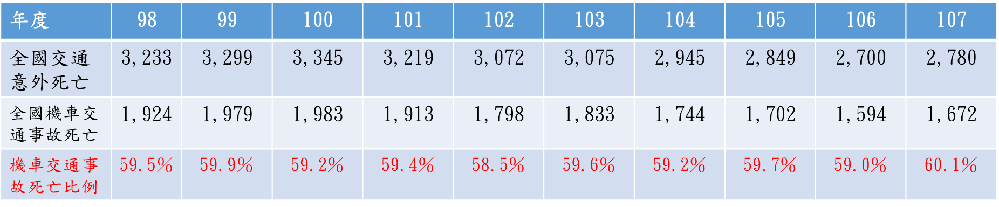 年度 98 99 100 101 102 103 104 105 106 107
全國交通 3,233 3,299 3,345 3,219 3,072 3,075 2,945 2,849 2,700 2,780
意外死亡
全國機車交 1,924 1,979 1,983 1,913 1,798 1,833 1,744 1,702 1,594 1,672
通事故死亡
機車交通事 59.5% 59.9% 59.2% 59.4% 58.5% 59.6% 59.2% 59.7% 59.0% 60.1%
故死亡比例